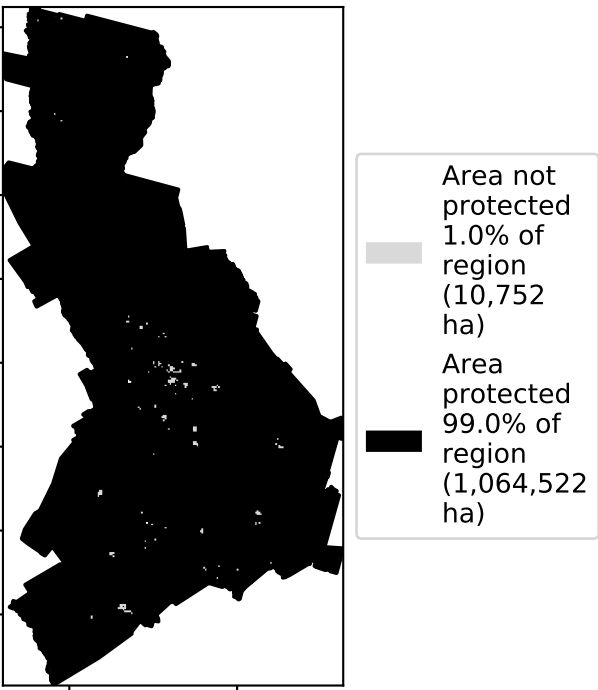 Area not
protected
1.0% of
region
(10,752
ha)
Area
protected
99.0% of
region
(1,064,522
ha)